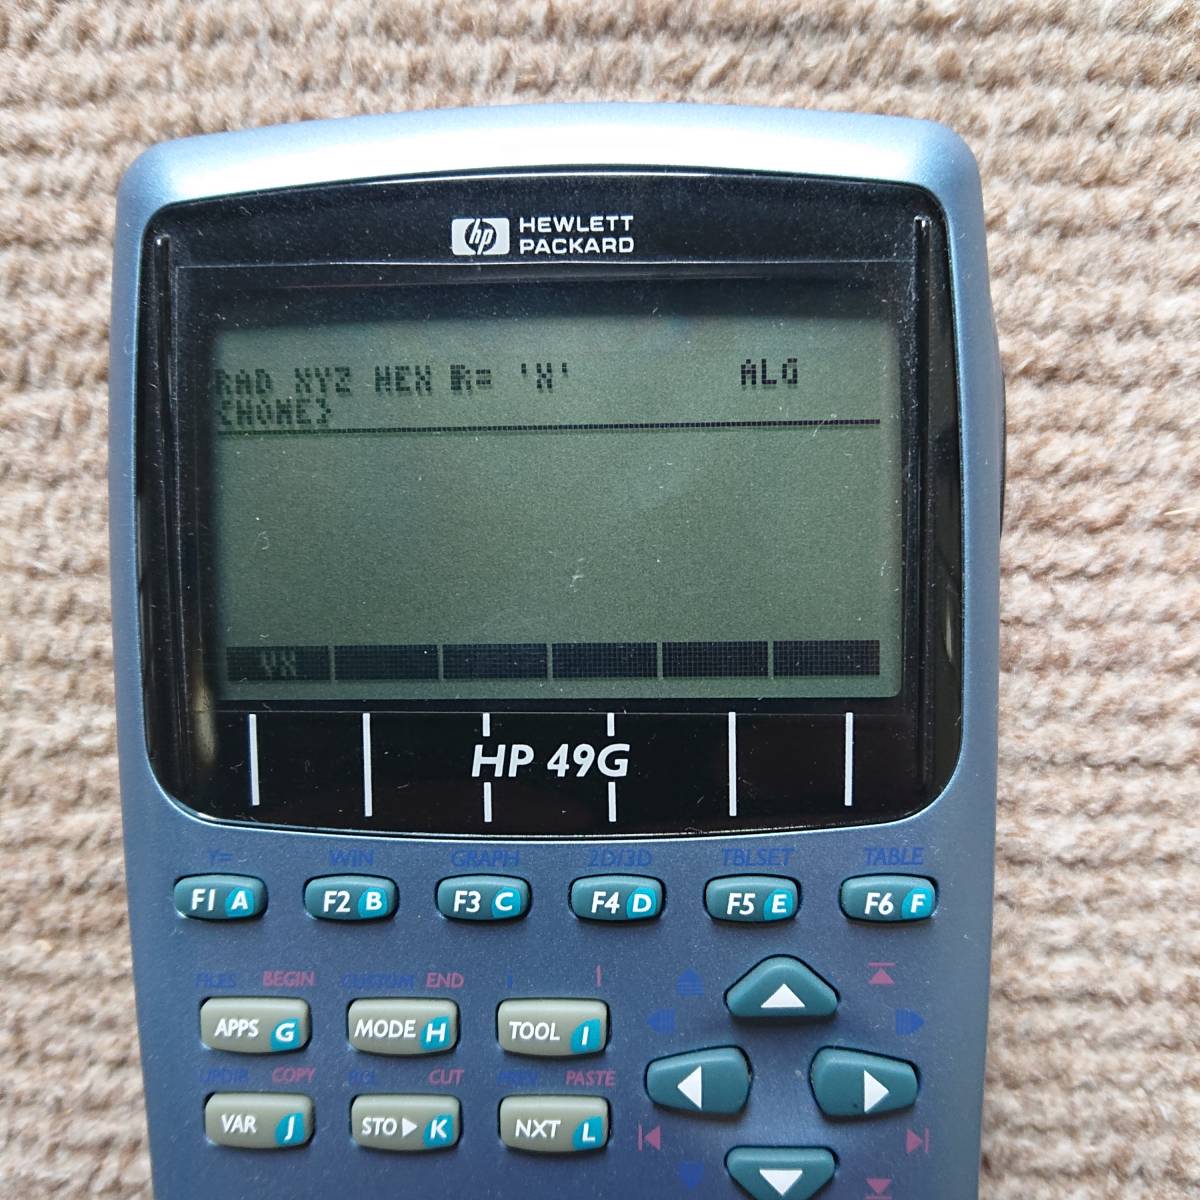 hp HEWLETT
PACKARD
RAD XYZ HEX R= 'X' ALG
{HOME}
VX
HP 49G
Y= WIN GRAPH 2D/3D TBLSET TABLE
F1 A F2 B F3 C F4 D F5 E F6 F
FILES BEGIN CUSTOM END
APPS G MODE H TOOL I
UPDIR COPY RCL CUT PREV PASTE
VAR J STO▶ K NXT L